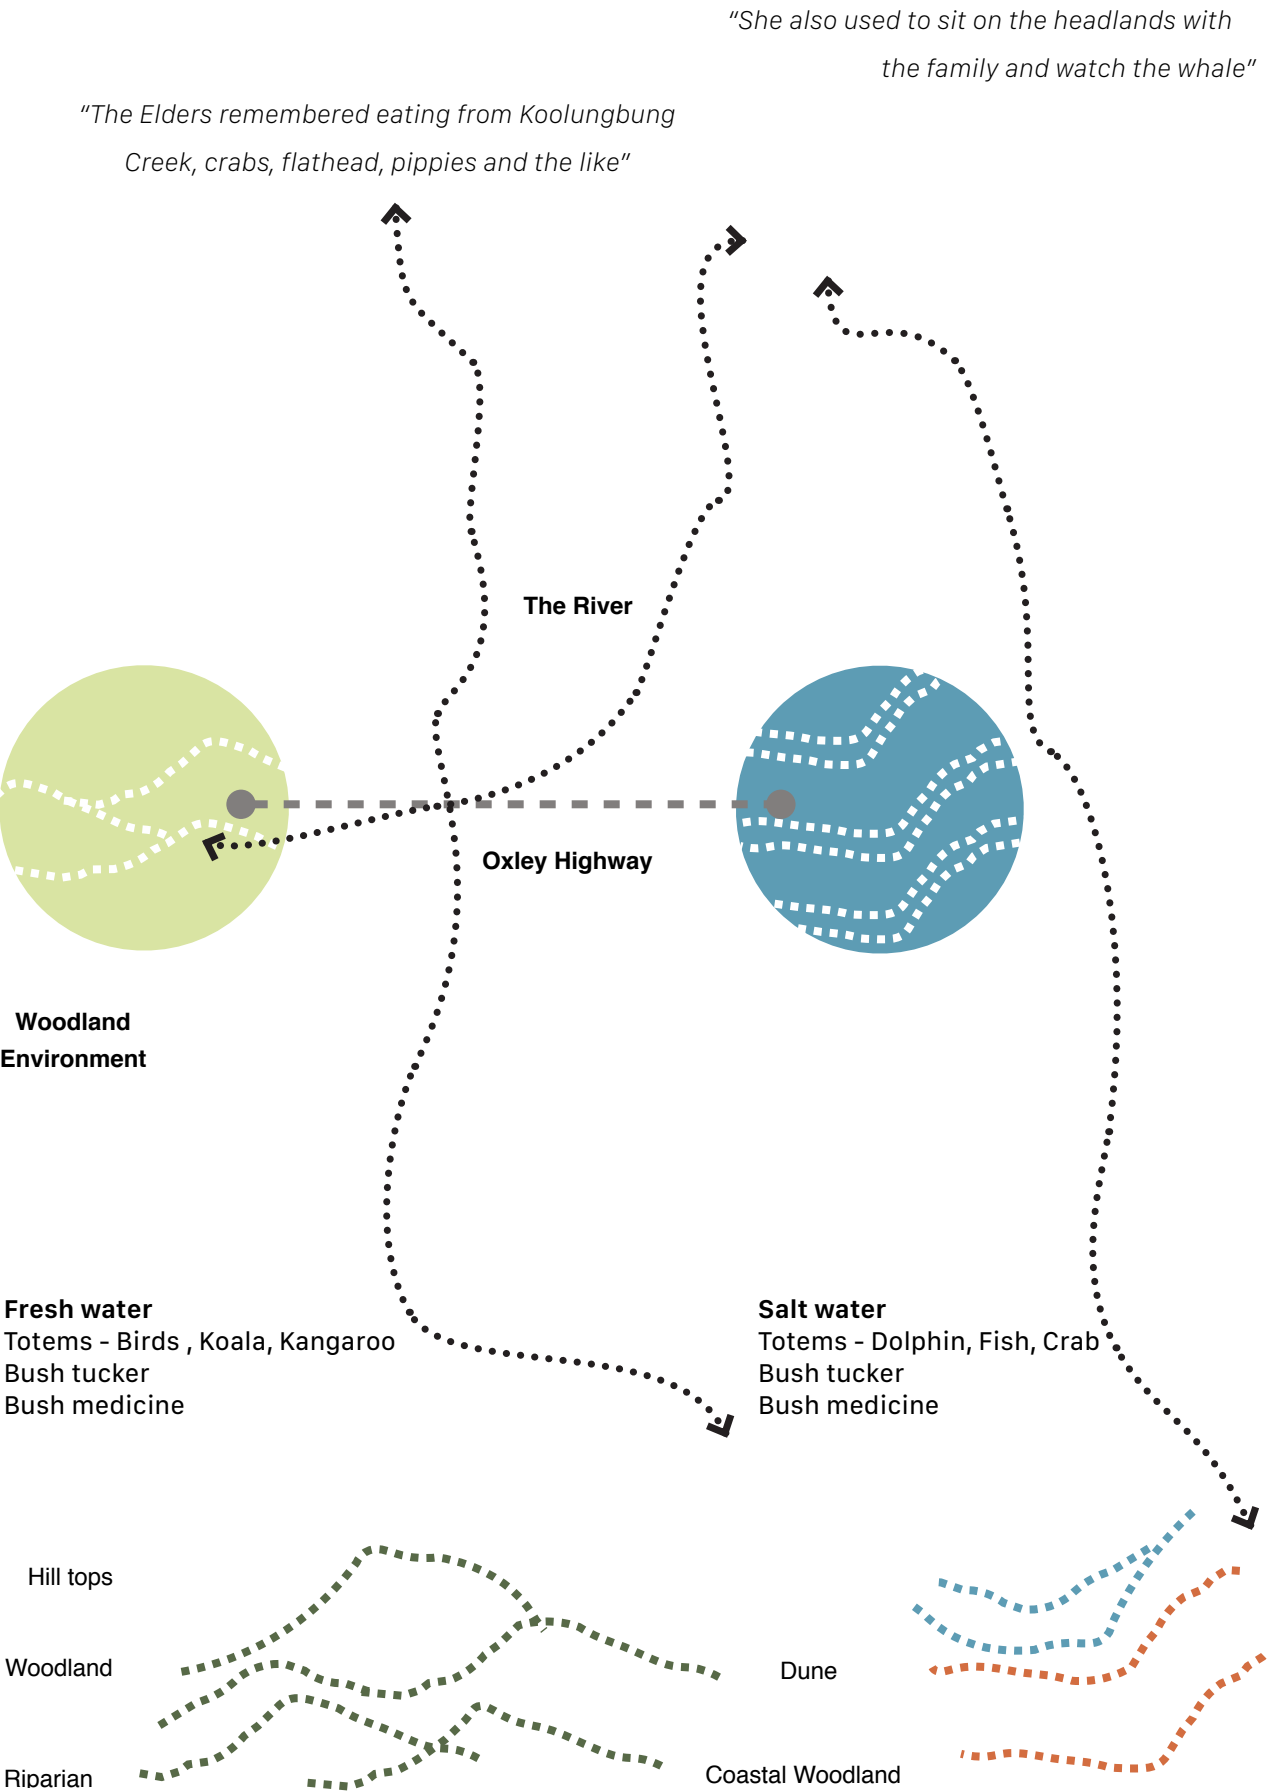 “She also used to sit on the headlands with
the family and watch the whale”
“The Elders remembered eating from Koolungbung
Creek, crabs, flathead, pippies and the like”
The River
Oxley Highway
Woodland
Environment
Fresh water
Totems - Birds , Koala, Kangaroo
Bush tucker
Bush medicine
Salt water
Totems - Dolphin, Fish, Crab
Bush tucker
Bush medicine
Hill tops
Woodland
Riparian
Dune
Coastal Woodland